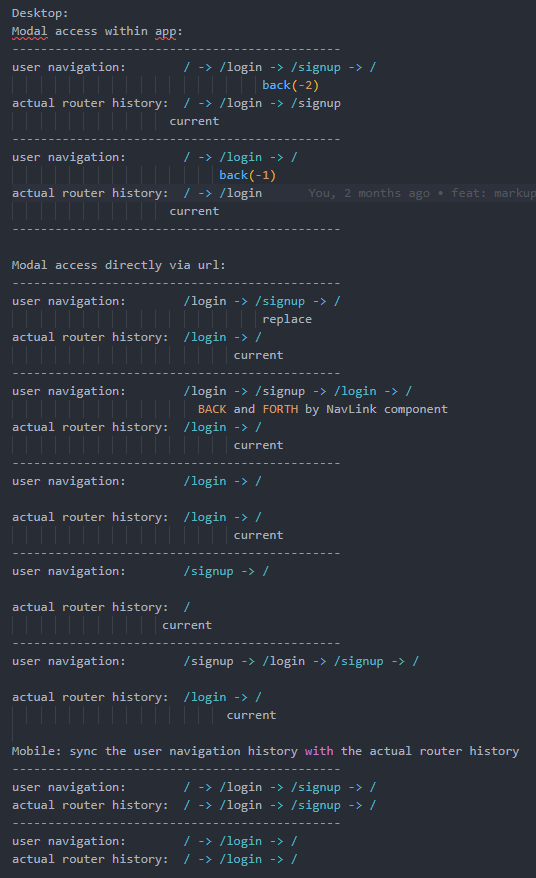 Desktop:
Modal access within app:
----------------------------------------------
user navigation:        / -> /login -> /signup -> /
                                   back(-2)
actual router history:  / -> /login -> /signup
                      current
----------------------------------------------
user navigation:        / -> /login -> /
                             back(-1)
actual router history:  / -> /login      You, 2 months ago • feat: markup
                      current
----------------------------------------------

Modal access directly via url:
----------------------------------------------
user navigation:        /login -> /signup -> /
                                   replace
actual router history:  /login -> /
                               current
----------------------------------------------
user navigation:        /login -> /signup -> /login -> /
                          BACK and FORTH by NavLink component
actual router history:  /login -> /
                               current
----------------------------------------------
user navigation:        /login -> /

actual router history:  /login -> /
                               current
----------------------------------------------
user navigation:        /signup -> /

actual router history:  /
                     current
----------------------------------------------
user navigation:        /signup -> /login -> /signup -> /

actual router history:  /login -> /
                              current

Mobile: sync the user navigation history with the actual router history
----------------------------------------------
user navigation:        / -> /login -> /signup -> /
actual router history:  / -> /login -> /signup -> /
----------------------------------------------
user navigation:        / -> /login -> /
actual router history:  / -> /login -> /